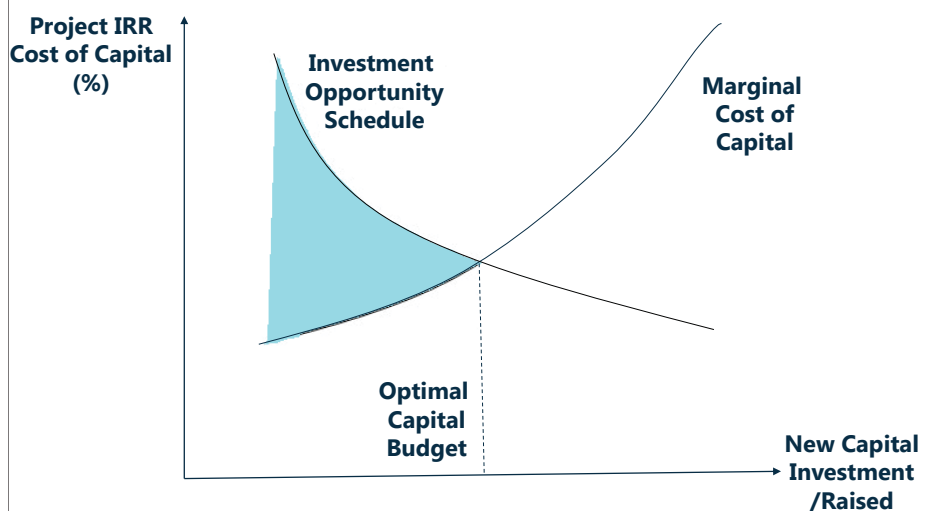 Project IRR
Cost of Capital
(%)
Investment
Opportunity
Schedule
Marginal
Cost of
Capital
Optimal
Capital
Budget
New Capital
Investment
/Raised